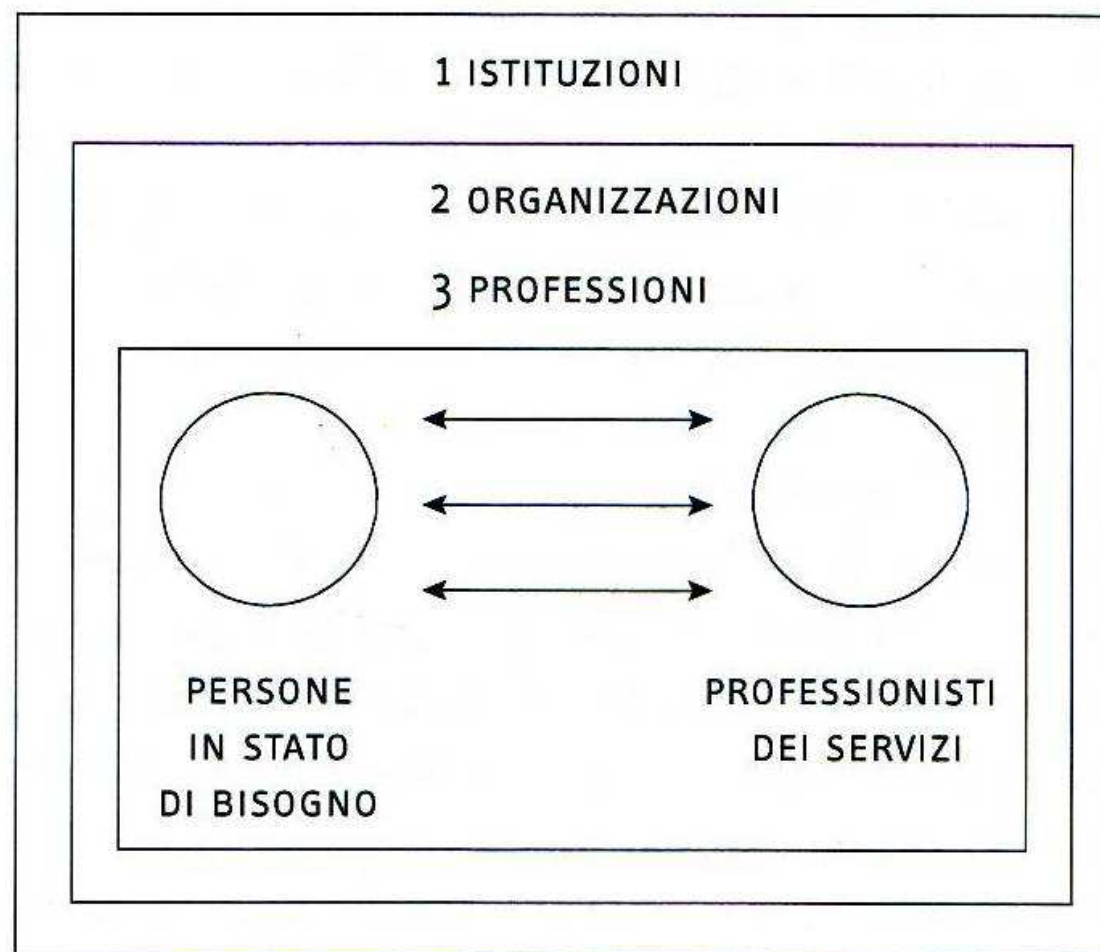 1 ISTITUZIONI
2 ORGANIZZAZIONI
3 PROFESSIONI
PERSONE
IN STATO
DI BISOGNO
PROFESSIONISTI
DEI SERVIZI